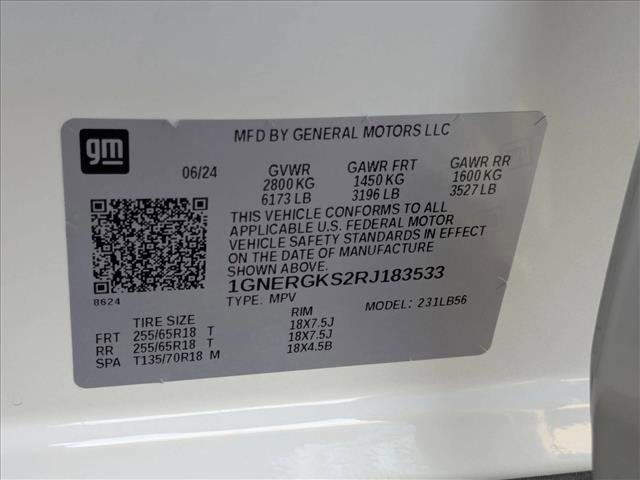 gm
MFD BY GENERAL MOTORS LLC
06/24 GVWR GAWR FRT GAWR RR
2800 KG 1450 KG 1600 KG
6173 LB 3196 LB 3527 LB
THIS VEHICLE CONFORMS TO ALL
APPLICABLE U.S. FEDERAL MOTOR
VEHICLE SAFETY STANDARDS IN EFFECT
ON THE DATE OF MANUFACTURE
SHOWN ABOVE.
8624
1GNERGKS2RJ183533
TYPE: MPV MODEL: 231LB56
TIRE SIZE RIM
FRT 255/65R18 T 18X7.5J
RR 255/65R18 T 18X7.5J
SPA T135/70R18 M 18X4.5B